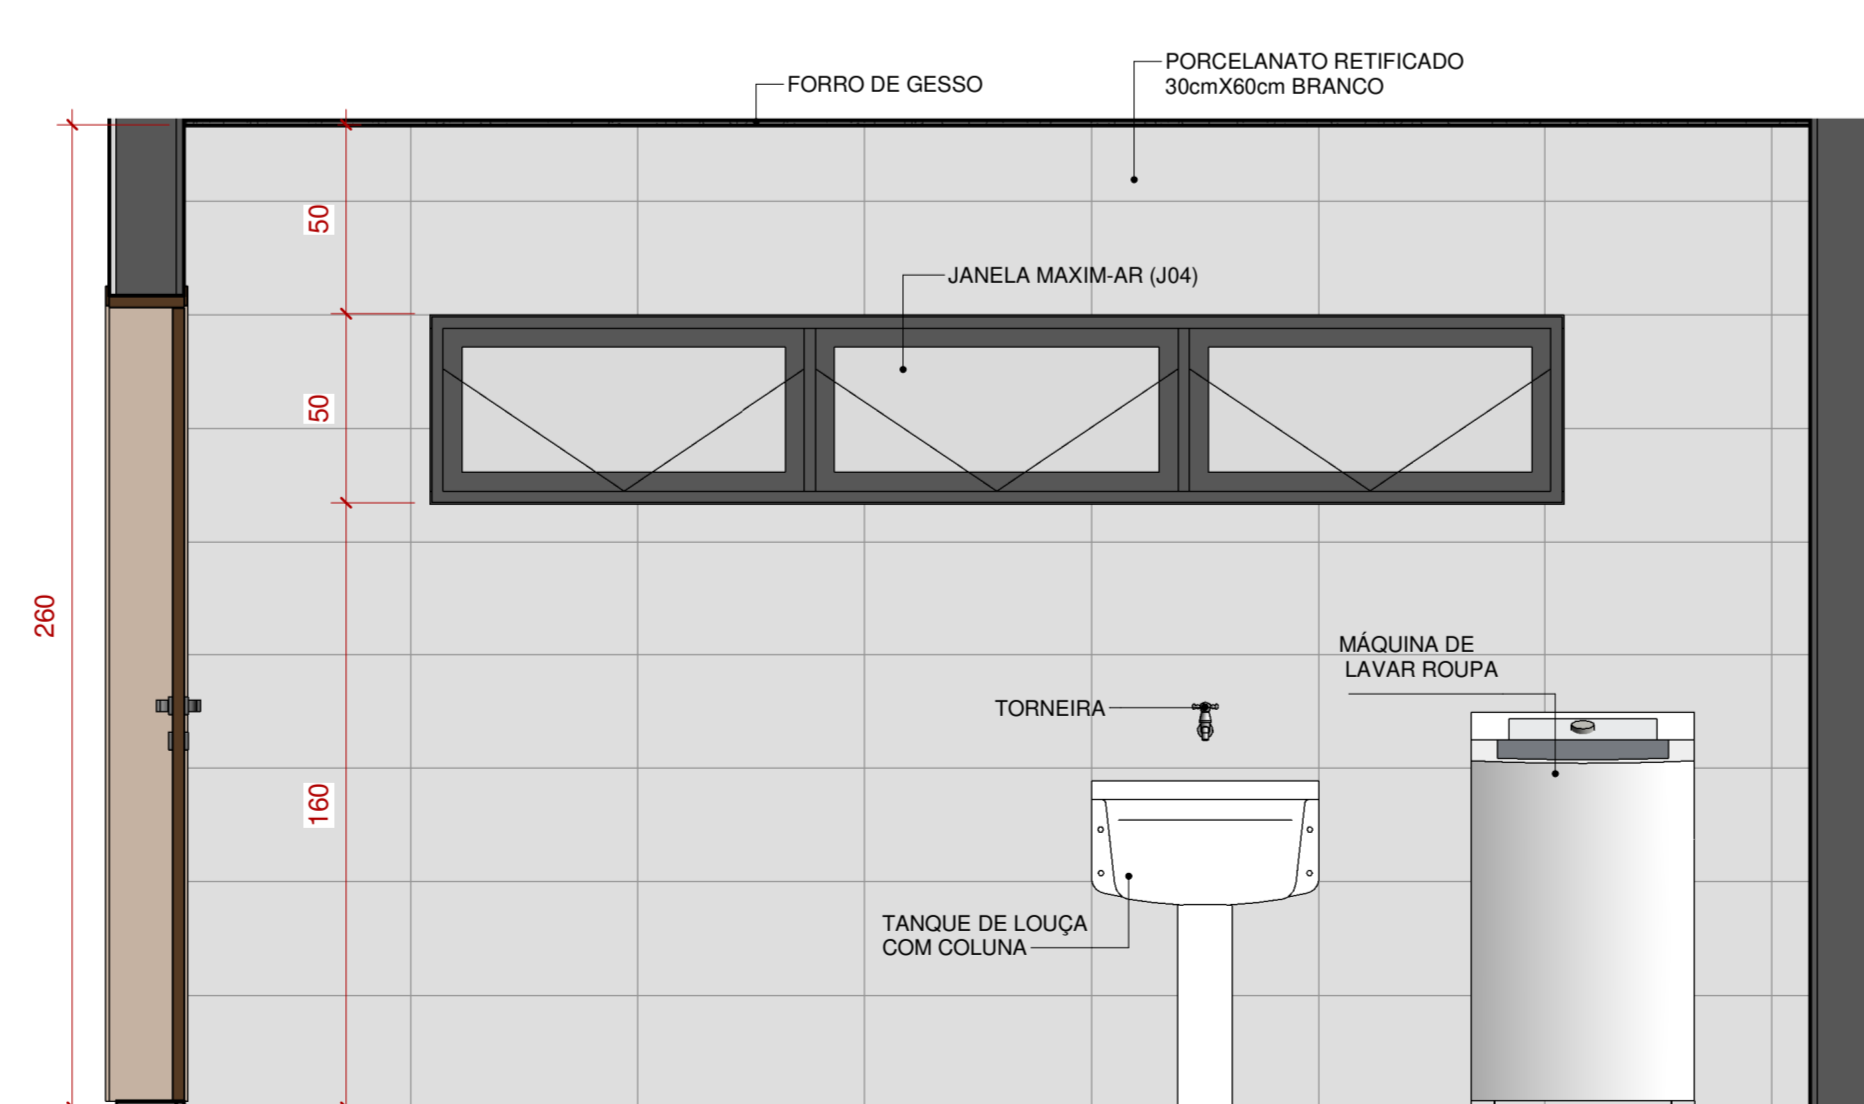 PORCELANATO RETIFICADO
30cmX60cm BRANCO
FORRO DE GESSO
50
JANELA MAXIM-AR (J04)
50
260
MÁQUINA DE
LAVAR ROUPA
TORNEIRA
160
TANQUE DE LOUÇA
COM COLUNA